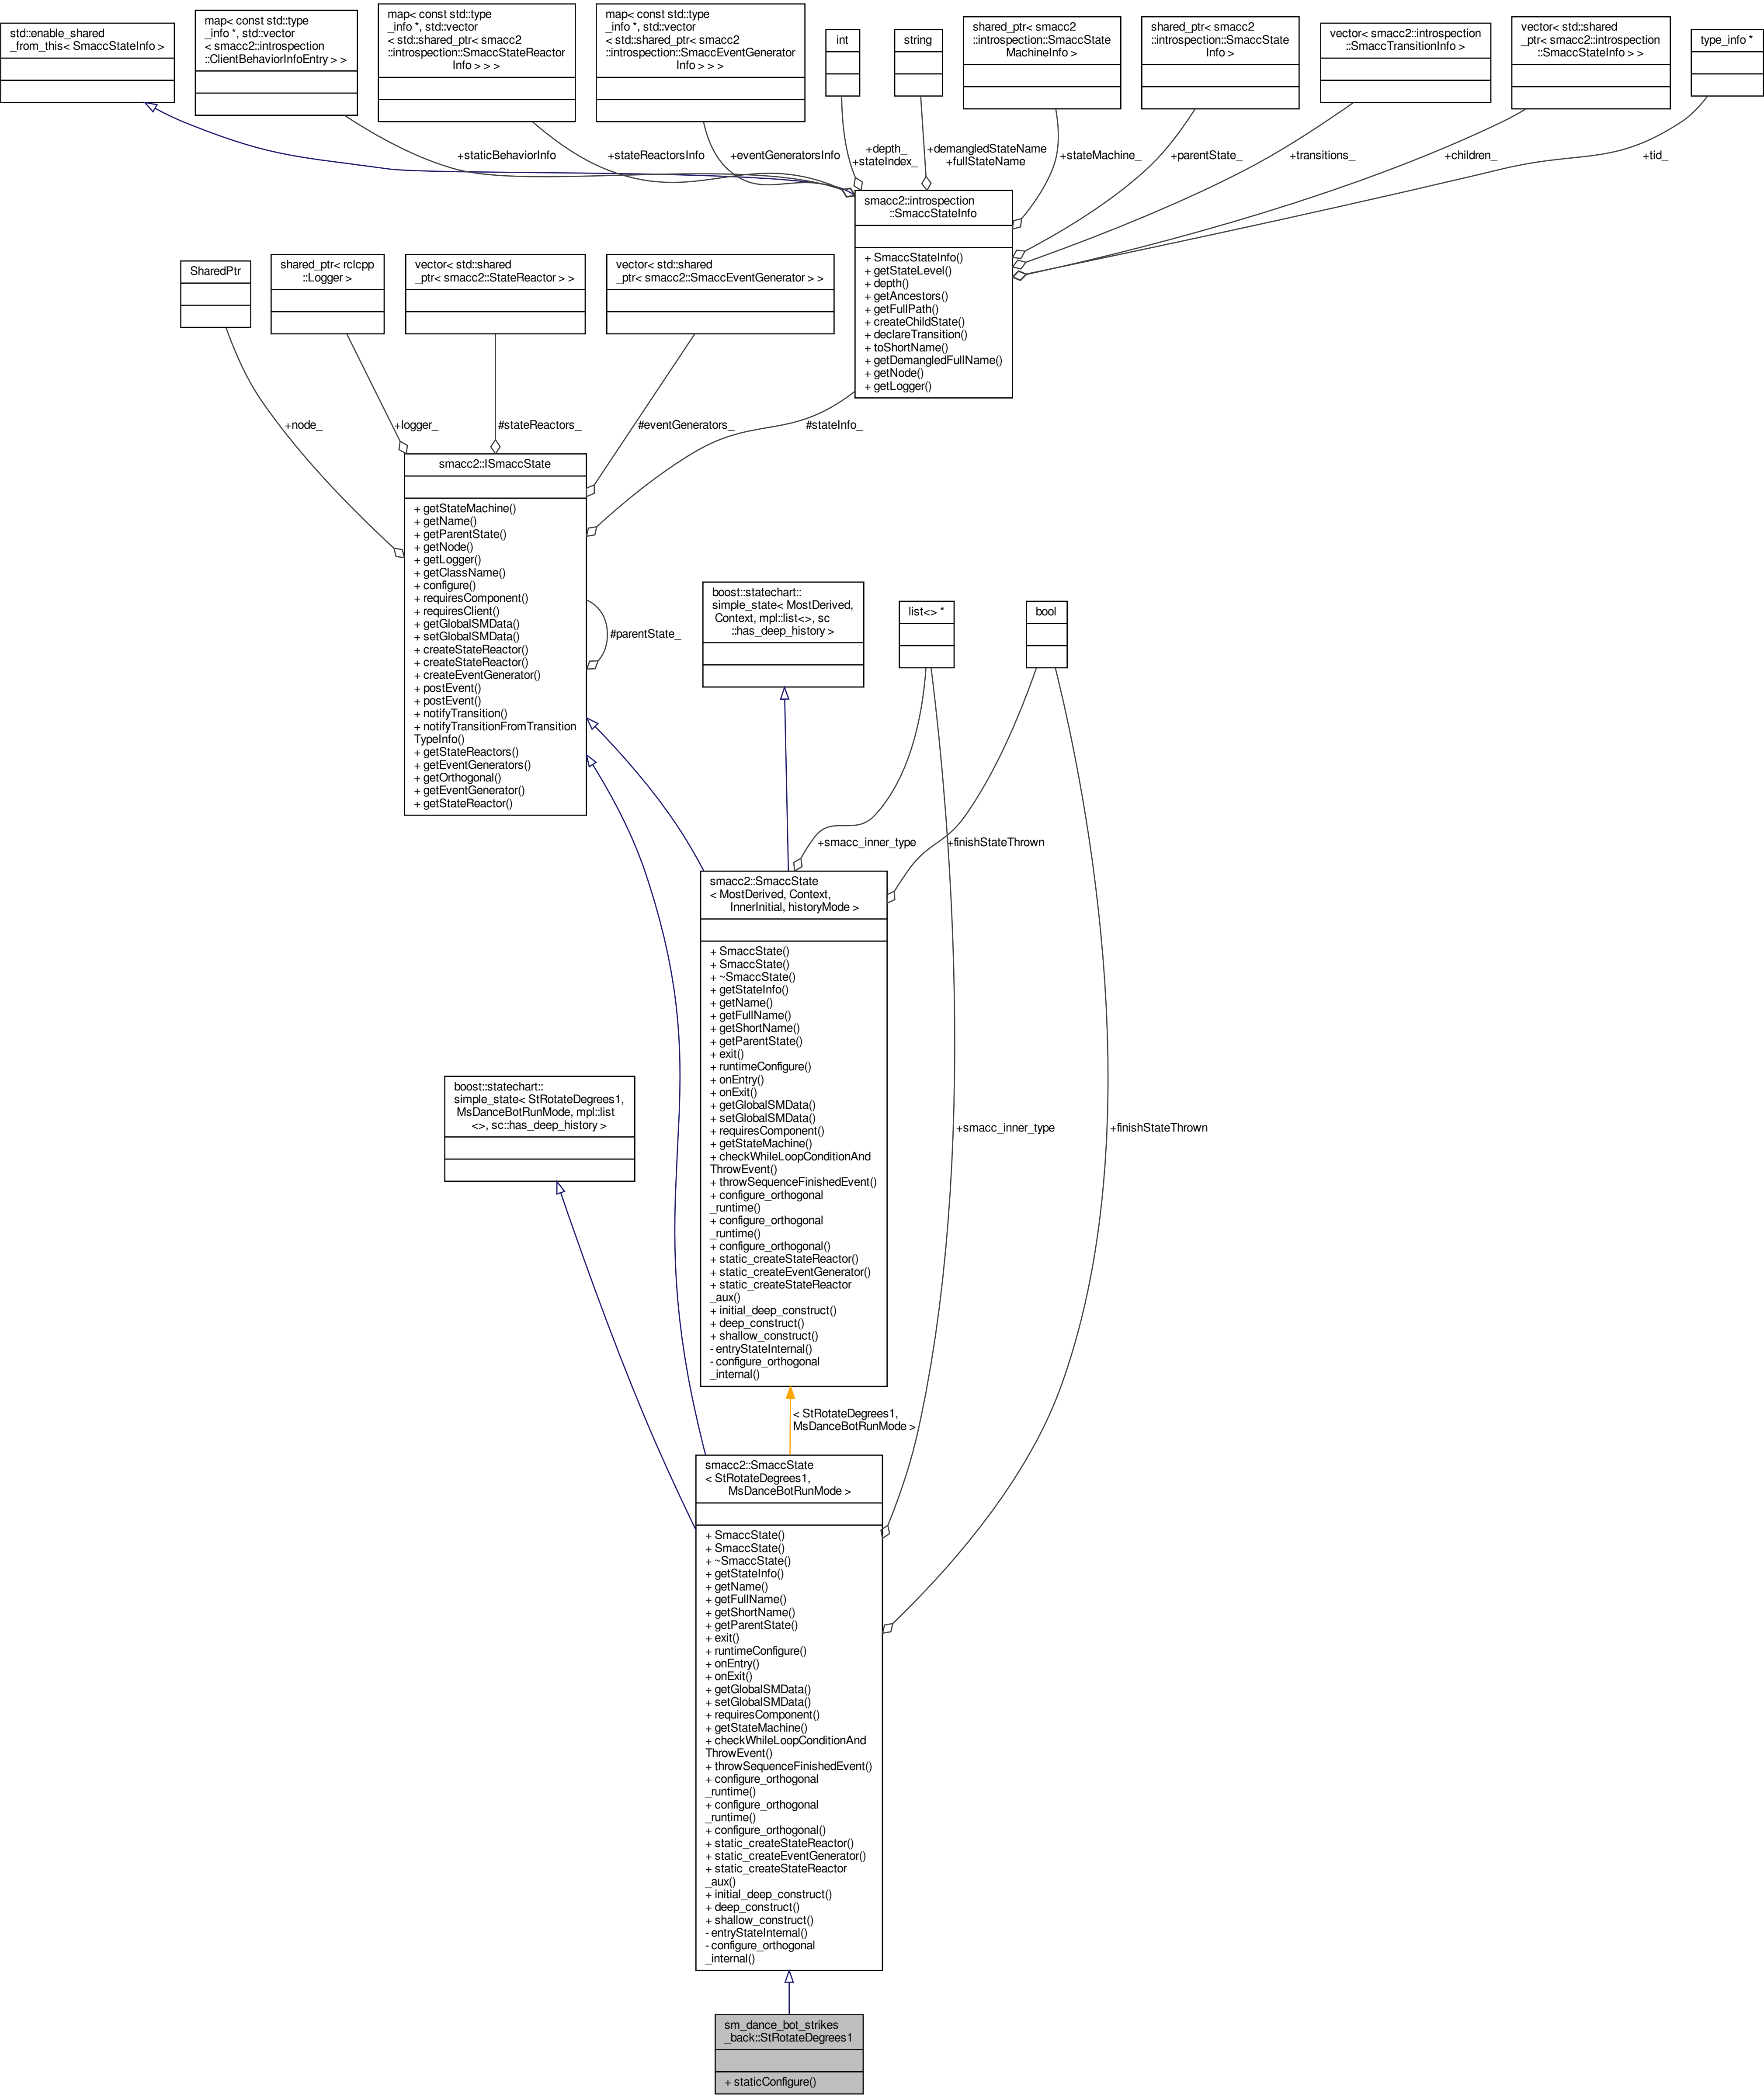 std::enable_shared
_from_this< SmaccStateInfo >
map< const std::type
_info *, std::vector
< smacc2::introspection
::ClientBehaviorInfoEntry > >
map< const std::type
_info *, std::vector
< std::shared_ptr< smacc2
::introspection::SmaccStateReactor
Info > > >
map< const std::type
_info *, std::vector
< std::shared_ptr< smacc2
::introspection::SmaccEventGenerator
Info > > >
int
string
shared_ptr< smacc2
::introspection::SmaccState
MachineInfo >
shared_ptr< smacc2
::introspection::SmaccState
Info >
vector< smacc2::introspection
::SmaccTransitionInfo >
vector< std::shared
_ptr< smacc2::introspection
::SmaccStateInfo > >
type_info *
+staticBehaviorInfo
+stateReactorsInfo
+eventGeneratorsInfo
+depth_
+stateIndex_
+demangledStateName
+fullStateName
+stateMachine_
+parentState_
+transitions_
+children_
+tid_
smacc2::introspection
::SmaccStateInfo
+ SmaccStateInfo()
+ getStateLevel()
+ depth()
+ getAncestors()
+ getFullPath()
+ createChildState()
+ declareTransition()
+ toShortName()
+ getDemangledFullName()
+ getNode()
+ getLogger()
SharedPtr
shared_ptr< rclcpp
::Logger >
vector< std::shared
_ptr< smacc2::StateReactor > >
vector< std::shared
_ptr< smacc2::SmaccEventGenerator > >
+node_
+logger_
#stateReactors_
#eventGenerators_
#stateInfo_
smacc2::ISmaccState
+ getStateMachine()
+ getName()
+ getParentState()
+ getNode()
+ getLogger()
+ getClassName()
+ configure()
+ requiresComponent()
+ requiresClient()
+ getGlobalSMData()
+ setGlobalSMData()
+ createStateReactor()
+ createStateReactor()
+ createEventGenerator()
+ postEvent()
+ postEvent()
+ notifyTransition()
+ notifyTransitionFromTransition
TypeInfo()
+ getStateReactors()
+ getEventGenerators()
+ getOrthogonal()
+ getEventGenerator()
+ getStateReactor()
#parentState_
boost::statechart::
simple_state< MostDerived,
Context, mpl::list<>, sc
::has_deep_history >
list<> *
bool
+smacc_inner_type
+finishStateThrown
smacc2::SmaccState
< MostDerived, Context,
InnerInitial, historyMode >
+ SmaccState()
+ SmaccState()
+ ~SmaccState()
+ getStateInfo()
+ getName()
+ getFullName()
+ getShortName()
+ getParentState()
+ exit()
+ runtimeConfigure()
+ onEntry()
+ onExit()
+ getGlobalSMData()
+ setGlobalSMData()
+ requiresComponent()
+ getStateMachine()
+ checkWhileLoopConditionAnd
ThrowEvent()
+ throwSequenceFinishedEvent()
+ configure_orthogonal
_runtime()
+ configure_orthogonal
_runtime()
+ configure_orthogonal()
+ static_createStateReactor()
+ static_createEventGenerator()
+ static_createStateReactor
_aux()
+ initial_deep_construct()
+ deep_construct()
+ shallow_construct()
- entryStateInternal()
- configure_orthogonal
_internal()
boost::statechart::
simple_state< StRotateDegrees1,
MsDanceBotRunMode, mpl::list
<>, sc::has_deep_history >
+smacc_inner_type
+finishStateThrown
< StRotateDegrees1,
MsDanceBotRunMode >
smacc2::SmaccState
< StRotateDegrees1,
MsDanceBotRunMode >
+ SmaccState()
+ SmaccState()
+ ~SmaccState()
+ getStateInfo()
+ getName()
+ getFullName()
+ getShortName()
+ getParentState()
+ exit()
+ runtimeConfigure()
+ onEntry()
+ onExit()
+ getGlobalSMData()
+ setGlobalSMData()
+ requiresComponent()
+ getStateMachine()
+ checkWhileLoopConditionAnd
ThrowEvent()
+ throwSequenceFinishedEvent()
+ configure_orthogonal
_runtime()
+ configure_orthogonal
_runtime()
+ configure_orthogonal()
+ static_createStateReactor()
+ static_createEventGenerator()
+ static_createStateReactor
_aux()
+ initial_deep_construct()
+ deep_construct()
+ shallow_construct()
- entryStateInternal()
- configure_orthogonal
_internal()
sm_dance_bot_strikes
_back::StRotateDegrees1
+ staticConfigure()